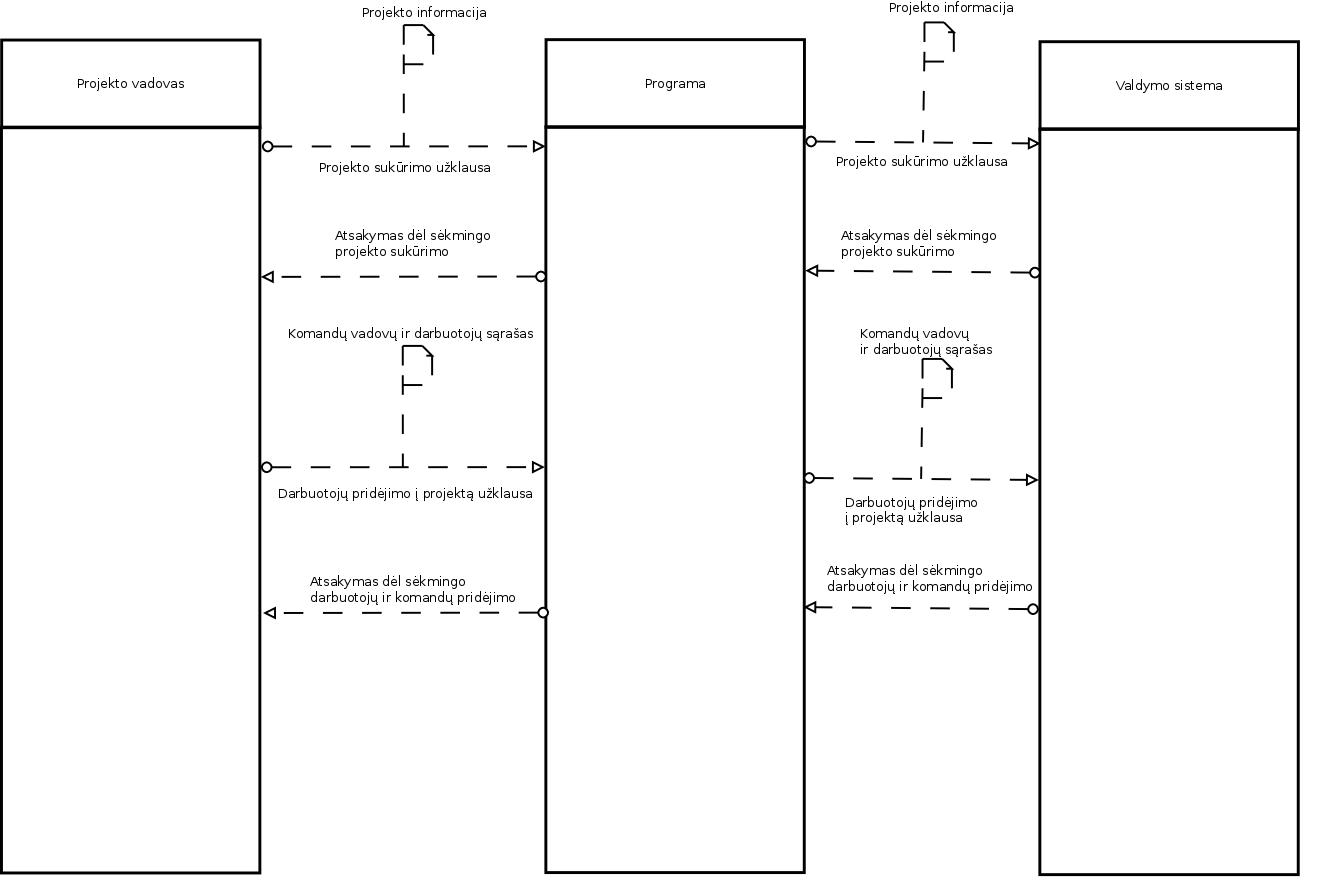 Projekto informacija
Projekto informacija
Projekto vadovas
Programa
Valdymo sistema
Projekto sukūrimo užklausa
Projekto sukūrimo užklausa
Atsakymas dėl sėkmingo
projekto sukūrimo
Atsakymas dėl sėkmingo
projekto sukūrimo
Komandų vadovų ir darbuotojų sąrašas
Komandų vadovų
ir darbuotojų sąrašas
Darbuotojų pridėjimo į projektą užklausa
Darbuotojų pridėjimo
į projektą užklausa
Atsakymas dėl sėkmingo
darbuotojų ir komandų pridėjimo
Atsakymas dėl sėkmingo
darbuotojų ir komandų pridėjimo